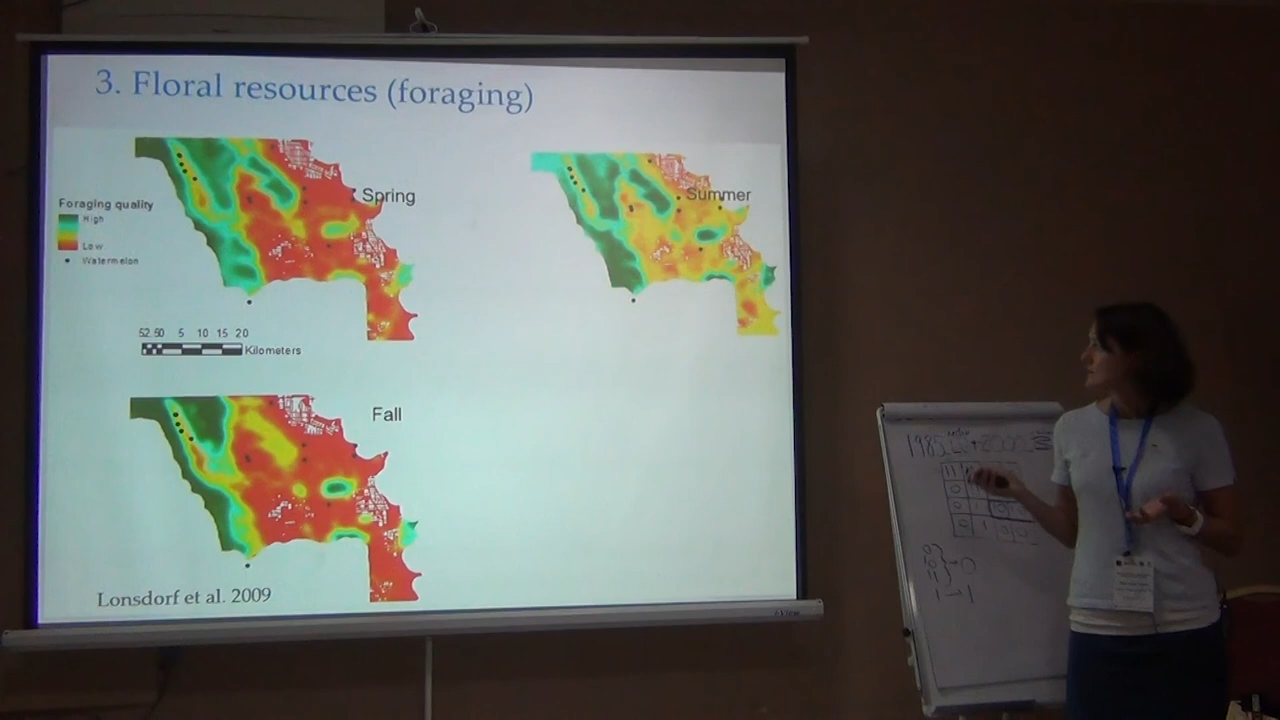 3. Floral resources (foraging)
Spring
Summer
Foraging quality
High
Low
Watermelon
52.50 5 10 15 20
Kilometers
Fall
Lonsdorf et al. 2009
1985